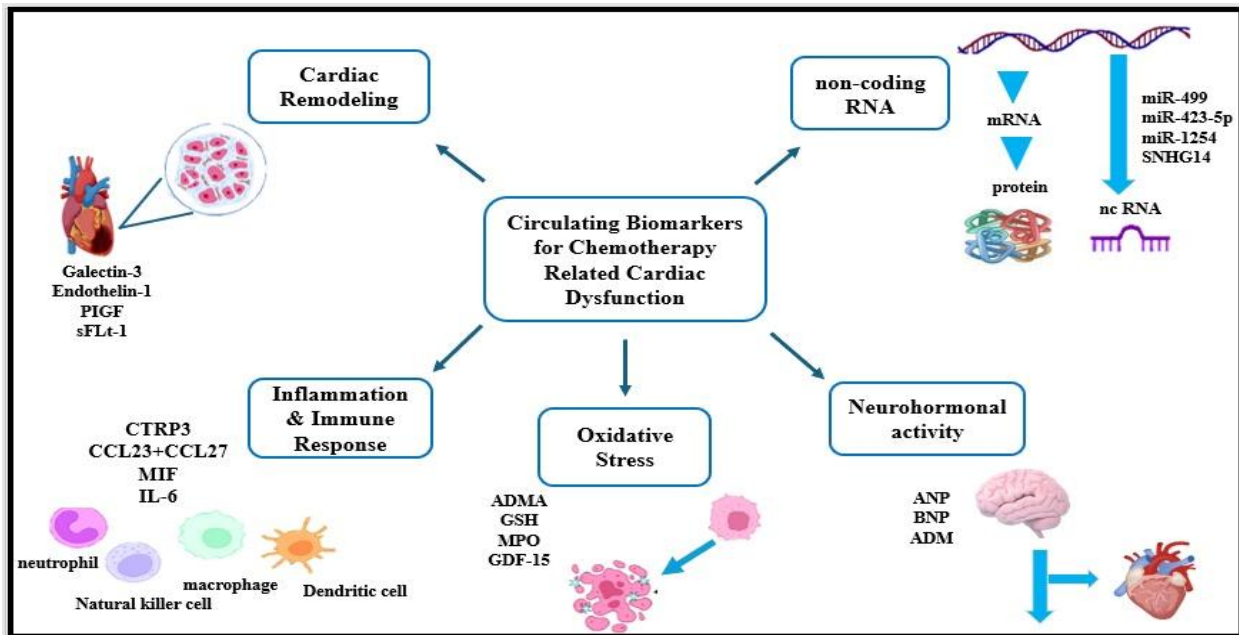 Cardiac
Remodeling
Galectin-3
Endothelin-1
PIGF
sFLt-1
non-coding
RNA
mRNA
protein
miR-499
miR-423-5p
miR-1254
SNHG14
nc RNA
Circulating Biomarkers
for Chemotherapy
Related Cardiac
Dysfunction
Inflammation
& Immune
Response
CTRP3
CCL23+CCL27
MIF
IL-6
neutrophil
Natural killer cell
macrophage
Dendritic cell
Oxidative
Stress
ADMA
GSH
MPO
GDF-15
Neurohormonal
activity
ANP
BNP
ADM